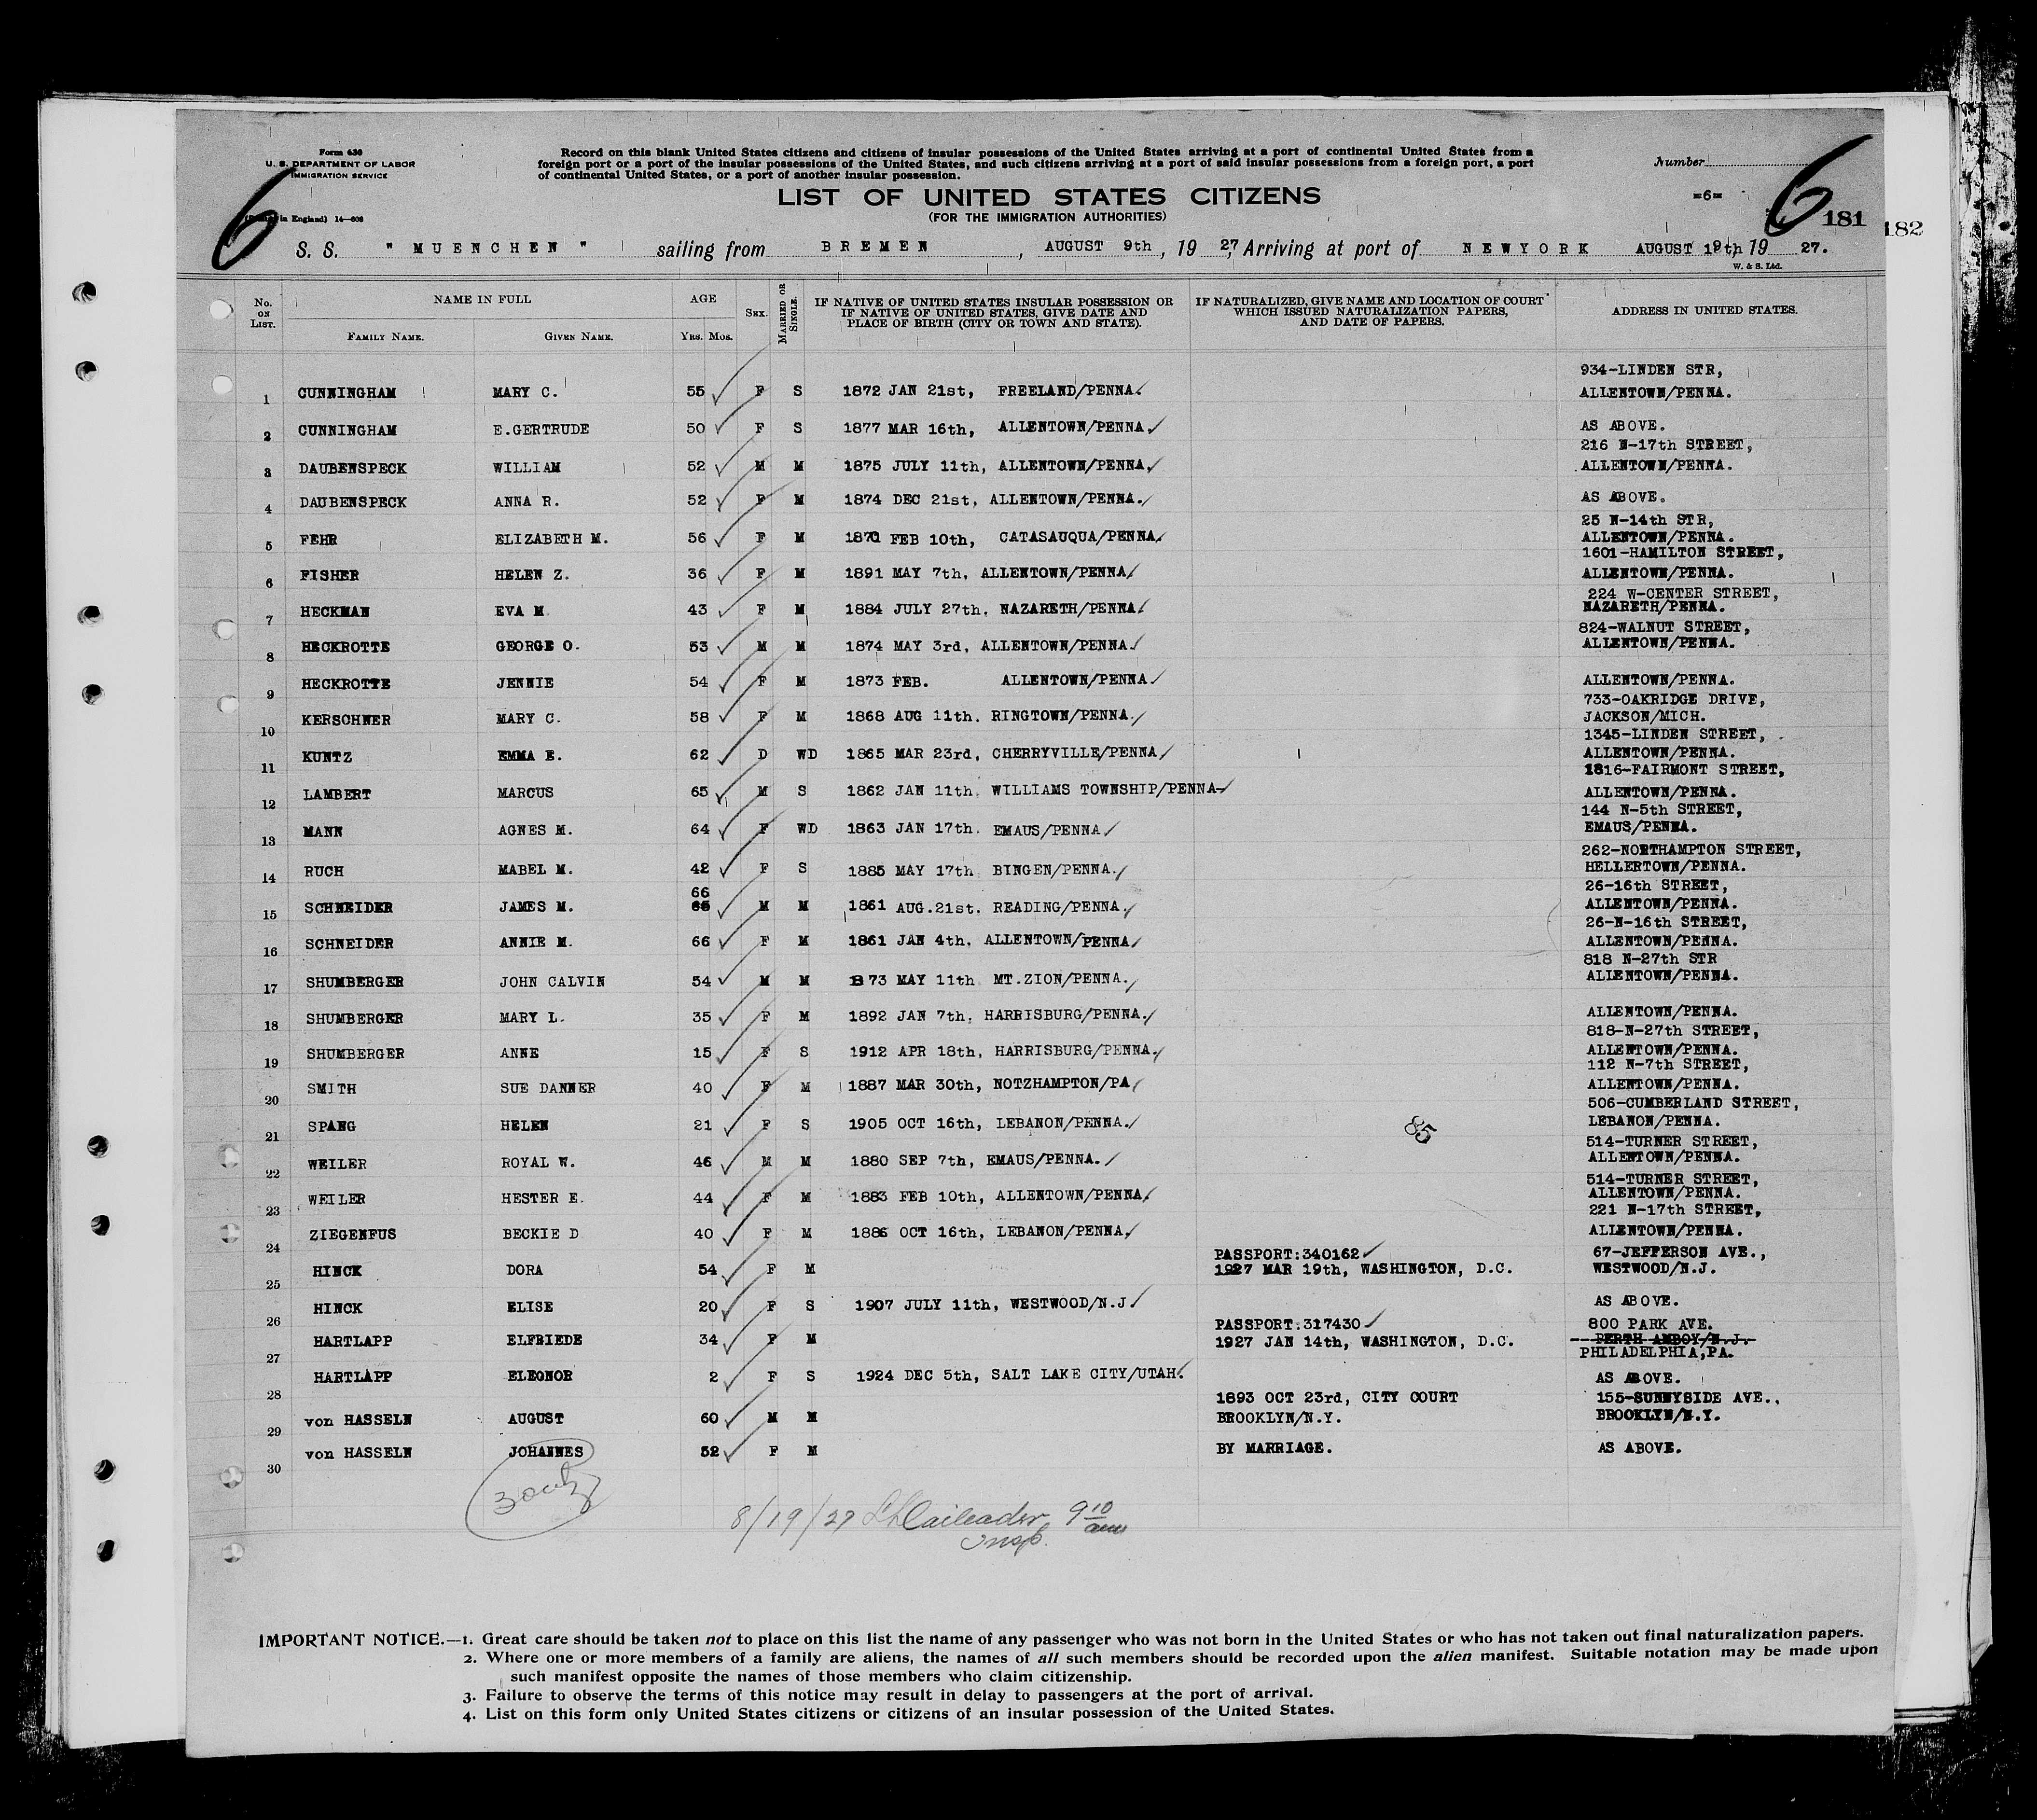 Form 630
U. S. DEPARTMENT OF LABOR
IMMIGRATION SERVICE
in England) 14—608
Record on this blank United States citizens and citizens of insular possessions of the United States arriving at a port of continental United States from a
foreign port or a port of the insular possessions of the United States, and such citizens arriving at a port of said insular possessions from a foreign port, a port
of continental United States, or a port of another insular possession.
Number
LIST OF UNITED STATES CITIZENS
(FOR THE IMMIGRATION AUTHORITIES)
=6=
6
6
181
182
S. S. " MUENCHEN " sailing from BREMEN, AUGUST 9th, 19 27, Arriving at port of NEWYORK AUGUST 19th 19 27.
W. & S. Ltd.
No. ON LIST.
NAME IN FULL
FAMILY NAME. GIVEN NAME.
AGE
YRS. MOS.
SEX.
MARRIED OR SINGLE.
IF NATIVE OF UNITED STATES INSULAR POSSESSION OR
IF NATIVE OF UNITED STATES, GIVE DATE AND
PLACE OF BIRTH (CITY OR TOWN AND STATE).
IF NATURALIZED, GIVE NAME AND LOCATION OF COURT
WHICH ISSUED NATURALIZATION PAPERS,
AND DATE OF PAPERS.
ADDRESS IN UNITED STATES.
934-LINDEN STR,
1 CUNNINGHAM MARY C. 55 F S 1872 JAN 21st, FREELAND/PENNA. ALLENTOWN/PENNA.
2 CUNNINGHAM E.GERTRUDE 50 F S 1877 MAR 16th, ALLENTOWN/PENNA AS ABOVE.
216 N-17th STREET,
3 DAUBENSPECK WILLIAM 52 M M 1875 JULY 11th, ALLENTOWN/PENNA. ALLENTOWN/PENNA.
4 DAUBENSPECK ANNA R. 52 F M 1874 DEC 21st, ALLENTOWN/PENNA. AS ABOVE.
25 N-14th STR,
5 FEHR ELIZABETH M. 56 F M 1870 FEB 10th, CATASAUQUA/PENNA. ALLENTOWN/PENNA.
1601-HAMILTON STREET,
6 FISHER HELEN Z. 36 F M 1891 MAY 7th, ALLENTOWN/PENNA ALLENTOWN/PENNA.
224 W-CENTER STREET,
7 HECKMAN EVA M 43 F M 1884 JULY 27th, NAZARETH/PENNA NAZARETH/PENNA.
824-WALNUT STREET,
8 HECKROTTE GEORGE O. 53 M M 1874 MAY 3rd, ALLENTOWN/PENNA. ALLENTOWN/PENNA.
9 HECKROTTE JENNIE 54 F M 1873 FEB. ALLENTOWN/PENNA ALLENTOWN/PENNA.
733-OAKRIDGE DRIVE,
10 KERSCHNER MARY C. 58 F M 1868 AUG 11th. RINGTOWN/PENNA. JACKSON/MICH.
1345-LINDEN STREET,
11 KUNTZ EMMA E. 62 D WD 1865 MAR 23rd, CHERRYVILLE/PENNA ALLENTOWN/PENNA.
1816-FAIRMONT STREET,
12 LAMBERT MARCUS 65 M S 1862 JAN 11th. WILLIAMS TOWNSHIP/PENNA ALLENTOWN/PENNA.
144 N-5th STREET,
13 MANN AGNES M. 64 F WD 1863 JAN 17th. EMAUS/PENNA EMAUS/PENNA.
262-NORTHAMPTON STREET,
14 RUCH MABEL M. 42 F S 1885 MAY 17th BINGEN/PENNA. HELLERTOWN/PENNA.
66 26-16th STREET,
15 SCHNEIDER JAMES M. 65 M M 1861 AUG.21st. READING/PENNA. ALLENTOWN/PENNA.
26-N-16th STREET,
16 SCHNEIDER ANNIE M. 66 F M 1861 JAN 4th, ALLENTOWN/PENNA ALLENTOWN/PENNA.
818 N-27th STR
17 SHUMBERGER JOHN CALVIN 54 M M 1873 MAY 11th MT.ZION/PENNA. ALLENTOWN/PENNA.
18 SHUMBERGER MARY L. 35 F M 1892 JAN 7th, HARRISBURG/PENNA. ALLENTOWN/PENNA.
818-N-27th STREET,
19 SHUMBERGER ANNE 15 F S 1912 APR 18th, HARRISBURG/PENNA. ALLENTOWN/PENNA.
112 N-7th STREET,
20 SMITH SUE DANNER 40 F M 1887 MAR 30th, NOTZHAMPTON/PA ALLENTOWN/PENNA.
506-CUMBERLAND STREET,
21 SPANG HELEN 21 F S 1905 OCT 16th, LEBANON/PENNA. LEBANON/PENNA.
85
514-TURNER STREET,
22 WEILER ROYAL W. 46 M M 1880 SEP 7th, EMAUS/PENNA. ALLENTOWN/PENNA.
514-TURNER STREET,
23 WEILER HESTER E. 44 F M 1883 FEB 10th, ALLENTOWN/PENNA ALLENTOWN/PENNA.
221 N-17th STREET,
24 ZIEGENFUS BECKIE D 40 F M 1886 OCT 16th, LEBANON/PENNA. ALLENTOWN/PENNA.
PASSPORT:340162 67-JEFFERSON AVE.,
25 HINCK DORA 54 F M 1927 MAR 19th, WASHINGTON, D.C. WESTWOOD/N.J.
26 HINCK ELISE 20 F S 1907 JULY 11th, WESTWOOD/N.J. AS ABOVE.
PASSPORT:317430 800 PARK AVE.
27 HARTLAPP ELFRIEDE 34 F M 1927 JAN 14th, WASHINGTON, D.C. PERTH AMBOY/N.J.
PHILADELPHIA,PA.
28 HARTLAPP ELEONOR 2 F S 1924 DEC 5th, SALT LAKE CITY/UTAH. AS ABOVE.
1893 OCT 23rd, CITY COURT 155-SUNNYSIDE AVE.,
29 von HASSELN AUGUST 60 M M BROOKLYN/N.Y. BROOKLYN/N.Y.
30 von HASSELN JOHANNES 52 F M BY MARRIAGE. AS ABOVE.
8/19/27 9 10 am
Insp.
IMPORTANT NOTICE.—1. Great care should be taken not to place on this list the name of any passenger who was not born in the United States or who has not taken out final naturalization papers.
2. Where one or more members of a family are aliens, the names of all such members should be recorded upon the alien manifest. Suitable notation may be made upon
such manifest opposite the names of those members who claim citizenship.
3. Failure to observe the terms of this notice may result in delay to passengers at the port of arrival.
4. List on this form only United States citizens or citizens of an insular possession of the United States.